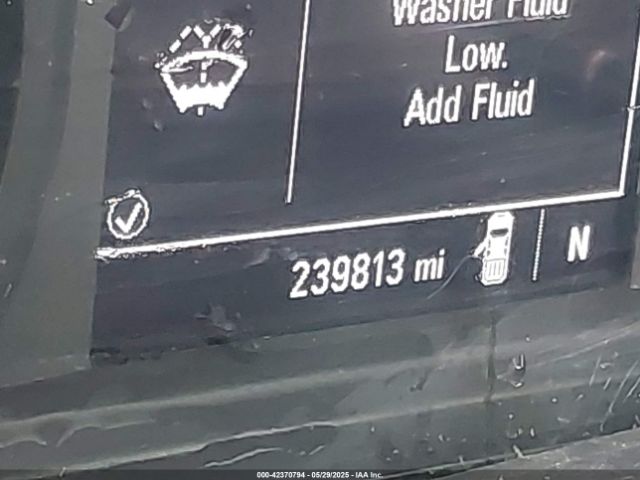 Washer Fluid
Low.
Add Fluid
239813 mi
N
000-42370794 - 05/29/2025 - IAA Inc.